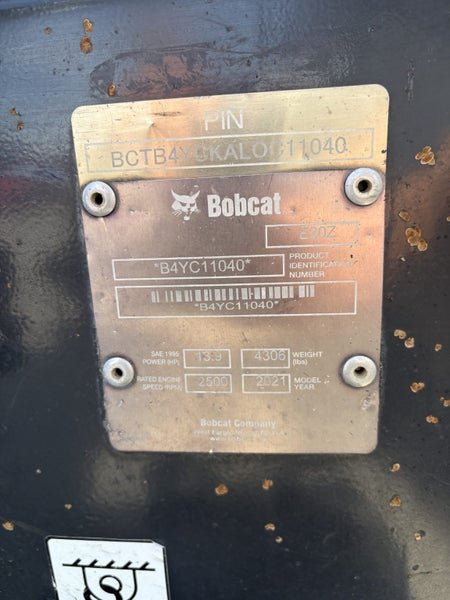 PIN
Bobcat
E20Z
*B4YC11040*
PRODUCT
IDENTIFICATION
NUMBER
*B4YC11040*
SAE 1995
POWER (HP)
13.9
4306
WEIGHT
(lbs)
RATED ENGINE
SPEED (RPM)
2500
2021
MODEL
YEAR
Bobcat Company